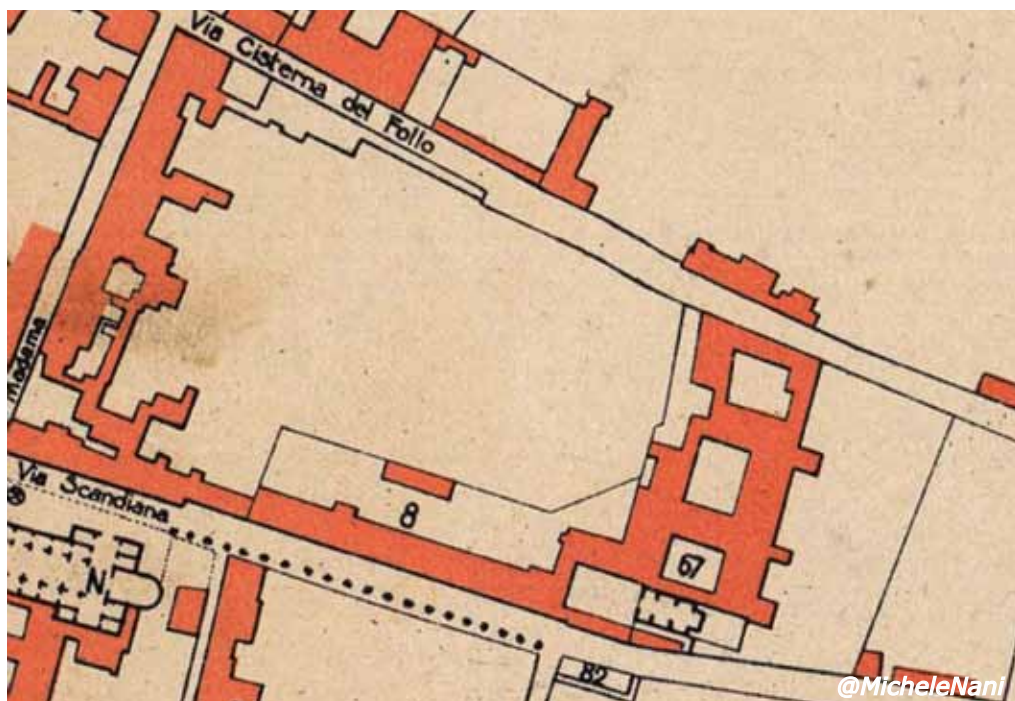 Via Cisterna del Follo
Madama
Via Scandiana
8
N
67
82
@MicheleNani